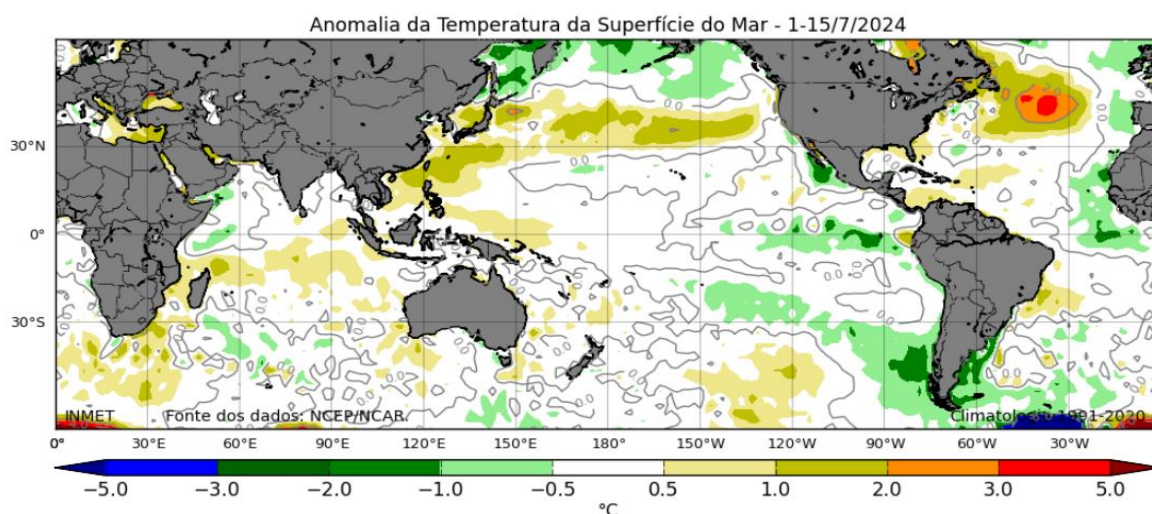 Anomalia da Temperatura da Superfície do Mar - 1-15/7/2024
30°N
0°
30°S
INMET Fonte dos dados: NCEP/NCAR. Climatologia 1991-2020
0° 30°E 60°E 90°E 120°E 150°E 180° 150°W 120°W 90°W 60°W 30°W
−5.0 −3.0 −2.0 −1.0 −0.5 0.5 1.0 2.0 3.0 5.0
°C